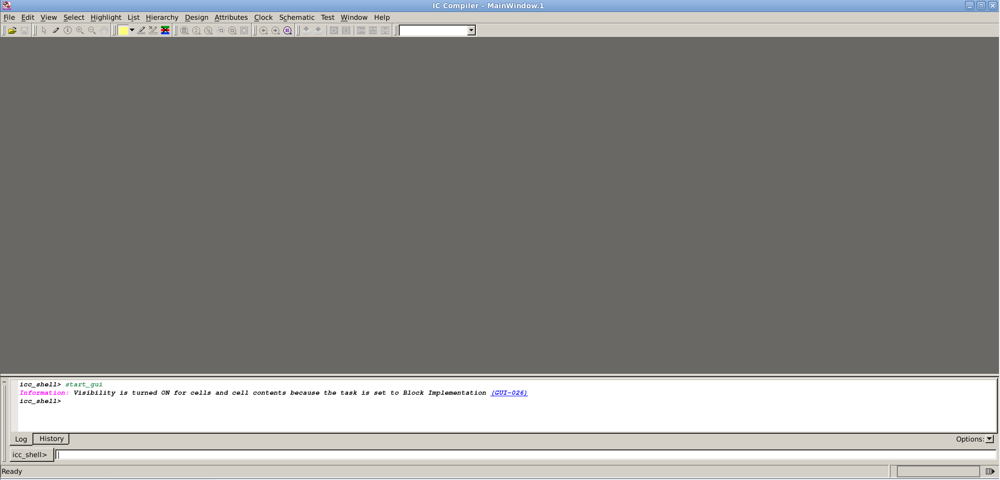 IC Compiler - MainWindow.1
File Edit View Select Highlight List Hierarchy Design Attributes Clock Schematic Test Window Help
icc_shell> start_gui
Information: Visibility is turned ON for cells and cell contents because the task is set to Block Implementation (GUI-026)
icc_shell>
Log History Options:
icc_shell>
Ready